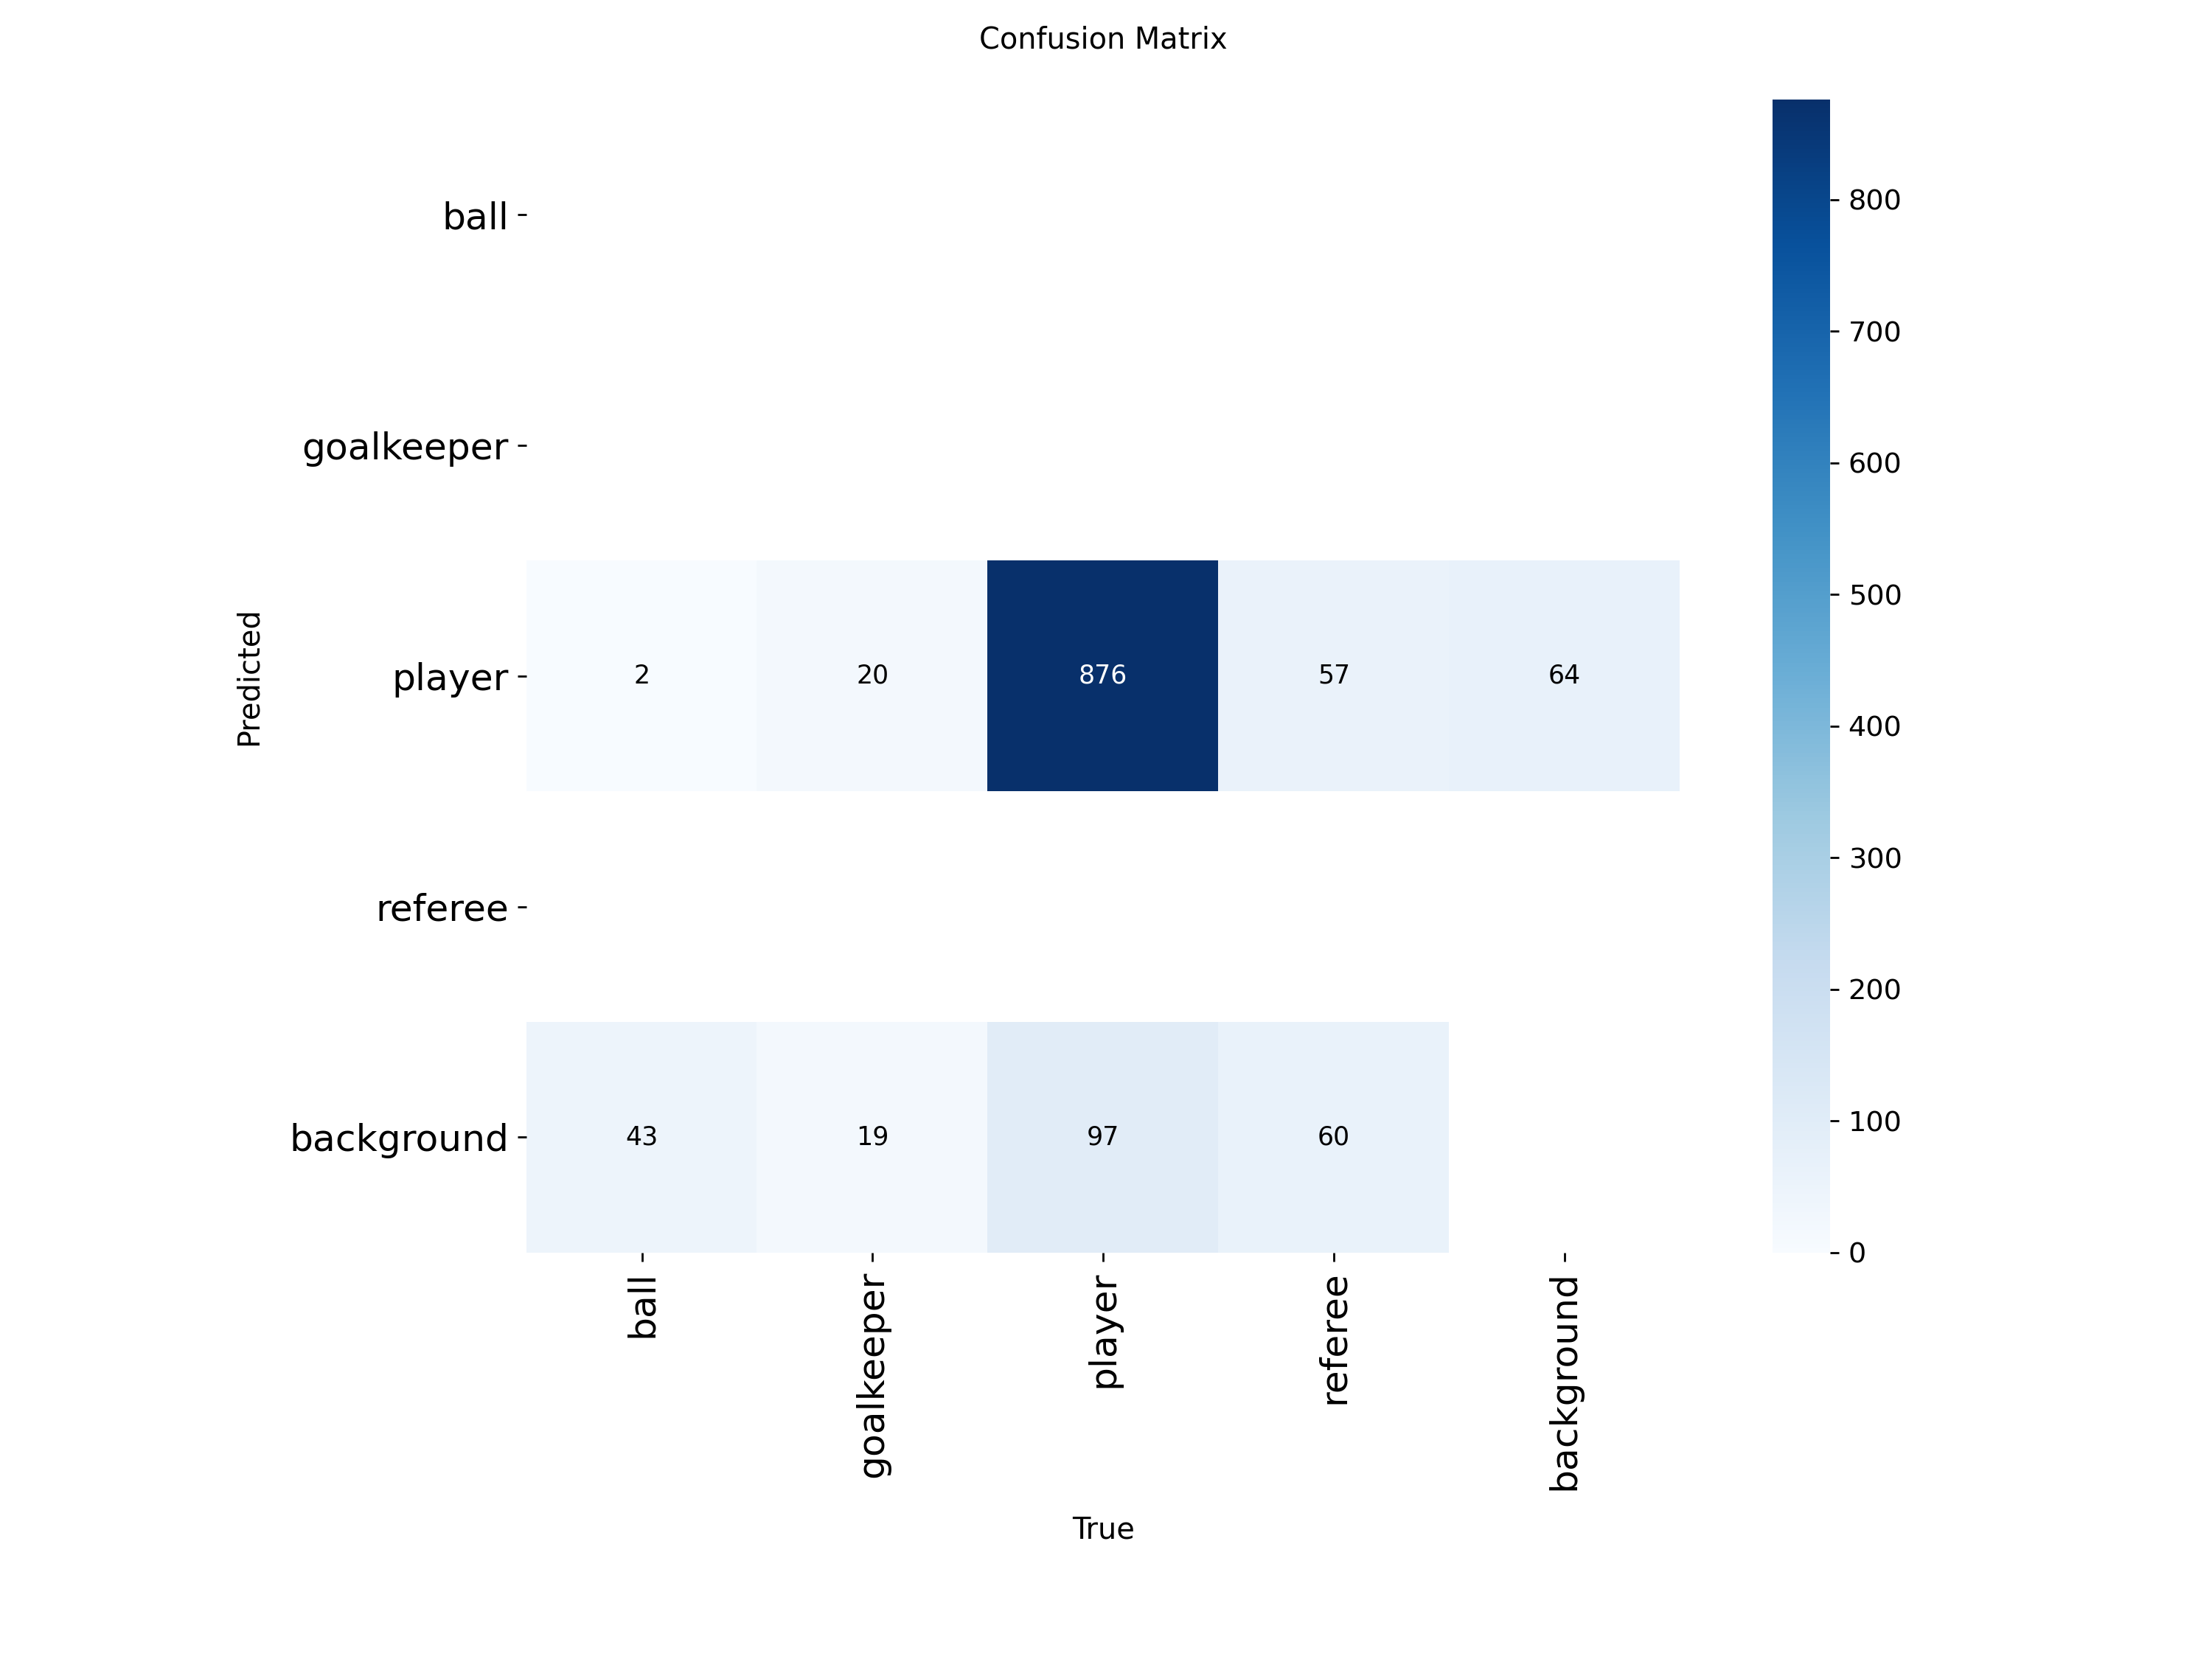 Confusion Matrix
ball
goalkeeper
player
referee
background
Predicted
2 20 876 57 64
43 19 97 60
ball
goalkeeper
player
referee
background
True
800
700
600
500
400
300
200
100
0